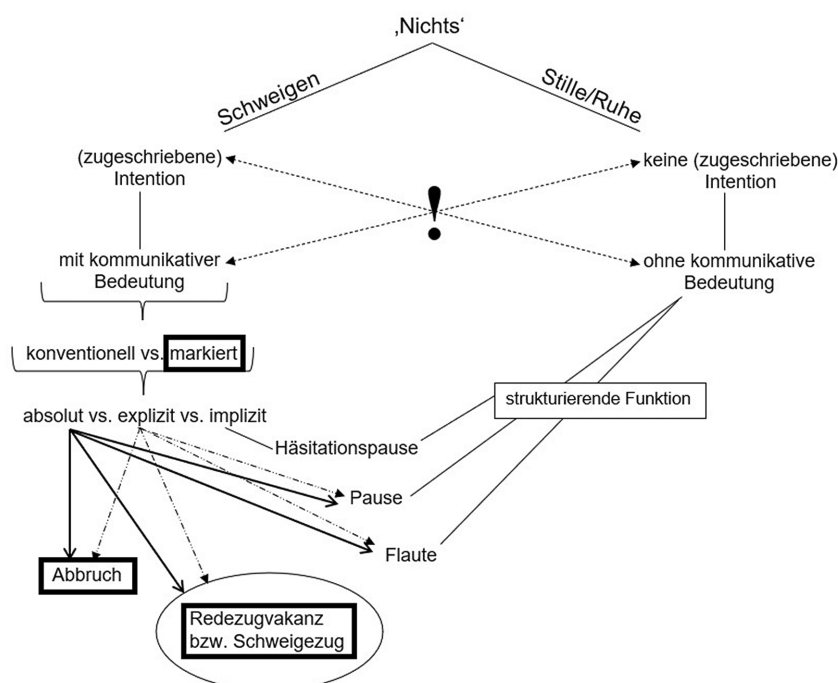 ‚Nichts‘
Schweigen
Stille/Ruhe
(zugeschriebene)
Intention
keine (zugeschriebene)
Intention
!
mit kommunikativer
Bedeutung
ohne kommunikative
Bedeutung
konventionell vs. markiert
strukturierende Funktion
absolut vs. explizit vs. implizit
Häsitationspause
Pause
Flaute
Abbruch
Redezugvakanz
bzw. Schweigezug